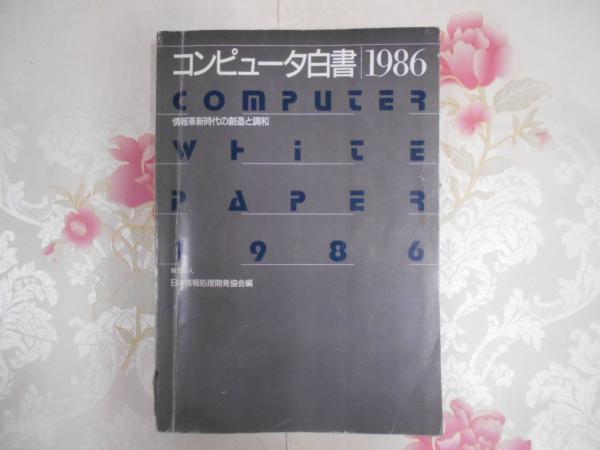 コンピュータ白書|1986
COMPUTER
情報革新時代の創造と調和
WHITE
PAPER
1986
財団法人
日本情報処理開発協会編